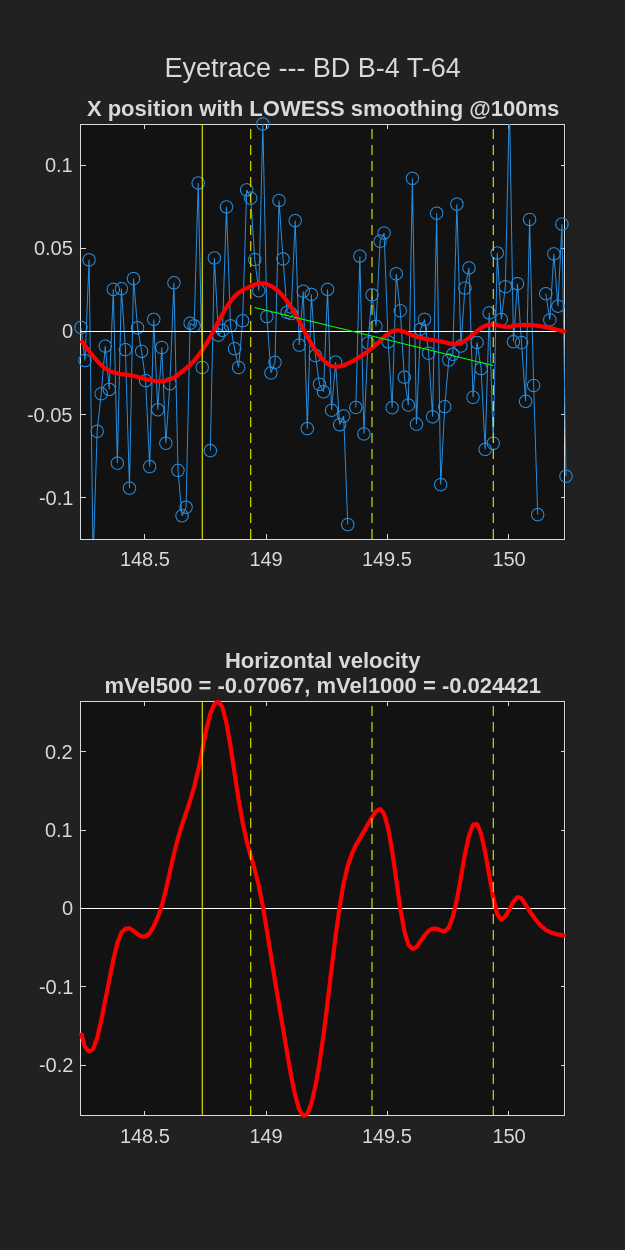 Eyetrace --- BD B-4 T-64
X position with LOWESS smoothing @100ms
0.1
0.05
0
-0.05
-0.1
148.5 149 149.5 150
Horizontal velocity
mVel500 = -0.07067, mVel1000 = -0.024421
0.2
0.1
0
-0.1
-0.2
148.5 149 149.5 150